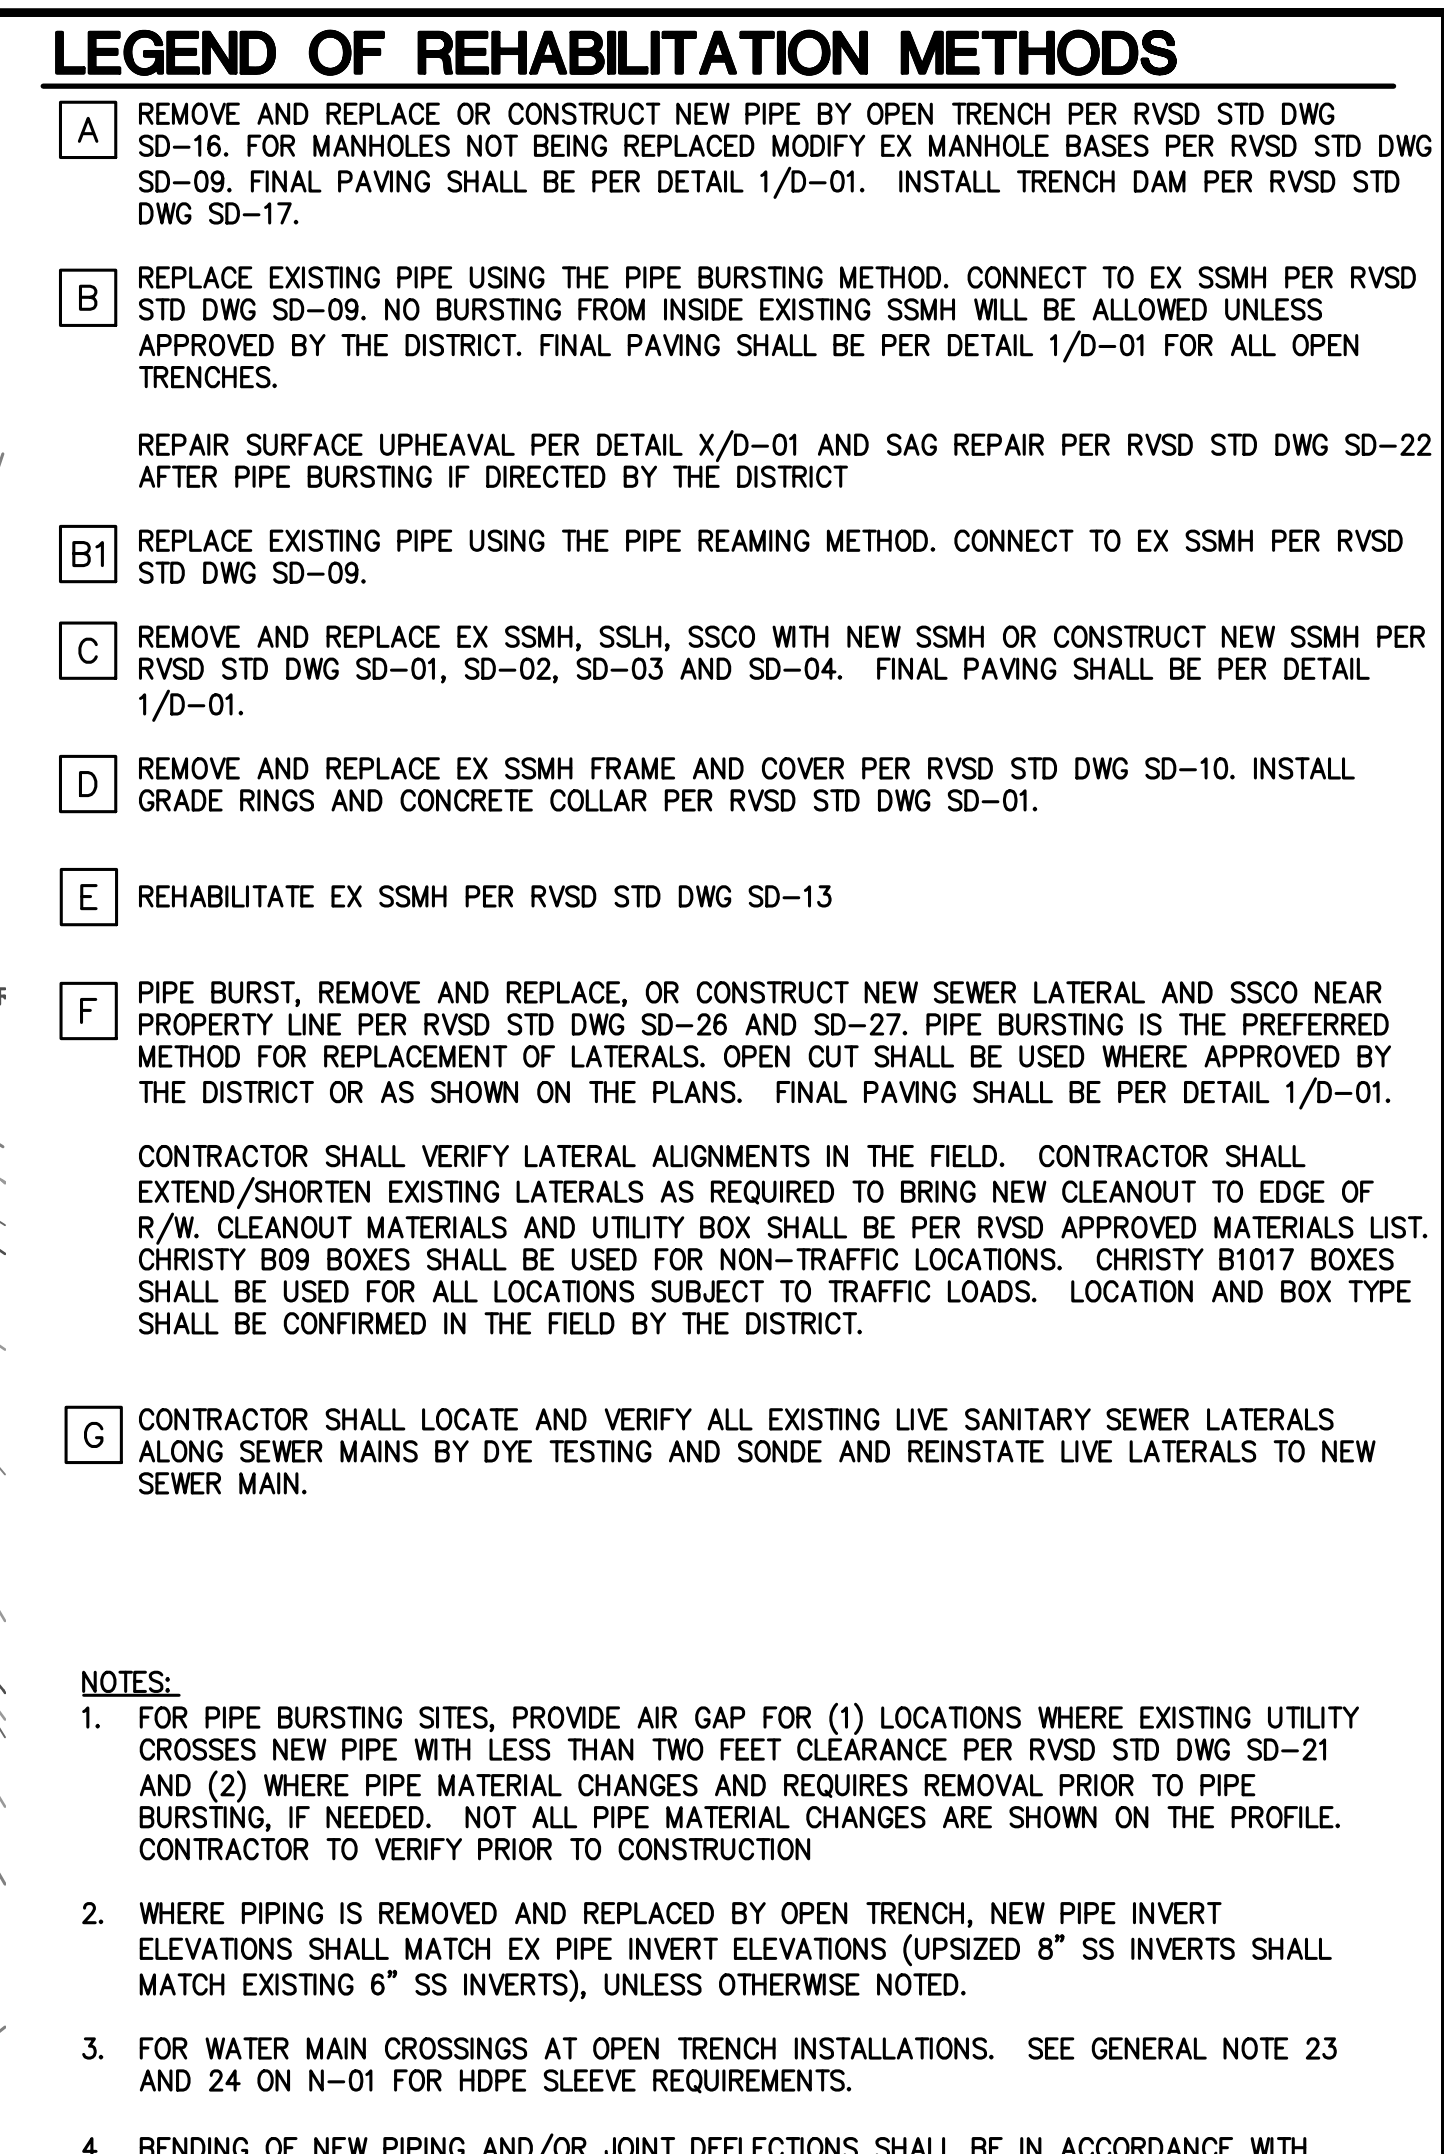 LEGEND OF REHABILITATION METHODS
A REMOVE AND REPLACE OR CONSTRUCT NEW PIPE BY OPEN TRENCH PER RVSD STD DWG
SD-16. FOR MANHOLES NOT BEING REPLACED MODIFY EX MANHOLE BASES PER RVSD STD DWG
SD-09. FINAL PAVING SHALL BE PER DETAIL 1/D-01. INSTALL TRENCH DAM PER RVSD STD
DWG SD-17.
B REPLACE EXISTING PIPE USING THE PIPE BURSTING METHOD. CONNECT TO EX SSMH PER RVSD
STD DWG SD-09. NO BURSTING FROM INSIDE EXISTING SSMH WILL BE ALLOWED UNLESS
APPROVED BY THE DISTRICT. FINAL PAVING SHALL BE PER DETAIL 1/D-01 FOR ALL OPEN
TRENCHES.
REPAIR SURFACE UPHEAVAL PER DETAIL X/D-01 AND SAG REPAIR PER RVSD STD DWG SD-22
AFTER PIPE BURSTING IF DIRECTED BY THE DISTRICT
B1 REPLACE EXISTING PIPE USING THE PIPE REAMING METHOD. CONNECT TO EX SSMH PER RVSD
STD DWG SD-09.
C REMOVE AND REPLACE EX SSMH, SSLH, SSCO WITH NEW SSMH OR CONSTRUCT NEW SSMH PER
RVSD STD DWG SD-01, SD-02, SD-03 AND SD-04. FINAL PAVING SHALL BE PER DETAIL
1/D-01.
D REMOVE AND REPLACE EX SSMH FRAME AND COVER PER RVSD STD DWG SD-10. INSTALL
GRADE RINGS AND CONCRETE COLLAR PER RVSD STD DWG SD-01.
E REHABILITATE EX SSMH PER RVSD STD DWG SD-13
F PIPE BURST, REMOVE AND REPLACE, OR CONSTRUCT NEW SEWER LATERAL AND SSCO NEAR
PROPERTY LINE PER RVSD STD DWG SD-26 AND SD-27. PIPE BURSTING IS THE PREFERRED
METHOD FOR REPLACEMENT OF LATERALS. OPEN CUT SHALL BE USED WHERE APPROVED BY
THE DISTRICT OR AS SHOWN ON THE PLANS. FINAL PAVING SHALL BE PER DETAIL 1/D-01.
CONTRACTOR SHALL VERIFY LATERAL ALIGNMENTS IN THE FIELD. CONTRACTOR SHALL
EXTEND/SHORTEN EXISTING LATERALS AS REQUIRED TO BRING NEW CLEANOUT TO EDGE OF
R/W. CLEANOUT MATERIALS AND UTILITY BOX SHALL BE PER RVSD APPROVED MATERIALS LIST.
CHRISTY B09 BOXES SHALL BE USED FOR NON-TRAFFIC LOCATIONS. CHRISTY B1017 BOXES
SHALL BE USED FOR ALL LOCATIONS SUBJECT TO TRAFFIC LOADS. LOCATION AND BOX TYPE
SHALL BE CONFIRMED IN THE FIELD BY THE DISTRICT.
G CONTRACTOR SHALL LOCATE AND VERIFY ALL EXISTING LIVE SANITARY SEWER LATERALS
ALONG SEWER MAINS BY DYE TESTING AND SONDE AND REINSTATE LIVE LATERALS TO NEW
SEWER MAIN.
NOTES:
1. FOR PIPE BURSTING SITES, PROVIDE AIR GAP FOR (1) LOCATIONS WHERE EXISTING UTILITY
CROSSES NEW PIPE WITH LESS THAN TWO FEET CLEARANCE PER RVSD STD DWG SD-21
AND (2) WHERE PIPE MATERIAL CHANGES AND REQUIRES REMOVAL PRIOR TO PIPE
BURSTING, IF NEEDED. NOT ALL PIPE MATERIAL CHANGES ARE SHOWN ON THE PROFILE.
CONTRACTOR TO VERIFY PRIOR TO CONSTRUCTION
2. WHERE PIPING IS REMOVED AND REPLACED BY OPEN TRENCH, NEW PIPE INVERT
ELEVATIONS SHALL MATCH EX PIPE INVERT ELEVATIONS (UPSIZED 8" SS INVERTS SHALL
MATCH EXISTING 6" SS INVERTS), UNLESS OTHERWISE NOTED.
3. FOR WATER MAIN CROSSINGS AT OPEN TRENCH INSTALLATIONS. SEE GENERAL NOTE 23
AND 24 ON N-01 FOR HDPE SLEEVE REQUIREMENTS.
4. BENDING OF NEW PIPING AND/OR JOINT DEFLECTIONS SHALL BE IN ACCORDANCE WITH